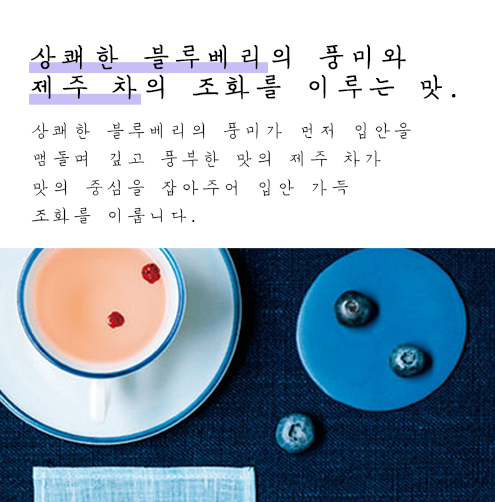 상쾌한 블루베리의 풍미와
제주 차의 조화를 이루는 맛.
상쾌한 블루베리의 풍미가 먼저 입안을
맴돌며 깊고 풍부한 맛의 제주 차가
맛의 중심을 잡아주어 입안 가득
조화를 이룹니다.